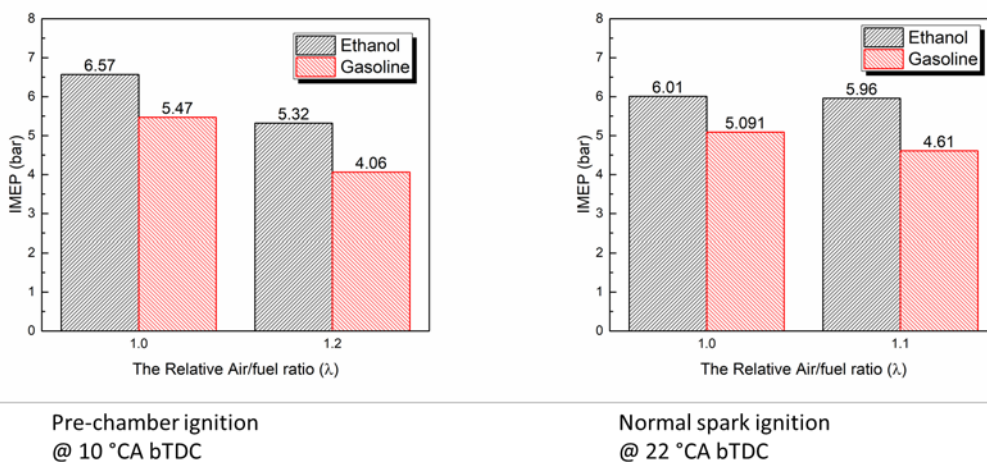 8
7
6
5
4
3
2
1
0
IMEP (bar)
Ethanol
Gasoline
6.57
5.47
5.32
4.06
1.0
1.2
The Relative Air/fuel ratio (λ)
Pre-chamber ignition
@ 10 °CA bTDC
8
7
6
5
4
3
2
1
0
IMEP (bar)
Ethanol
Gasoline
6.01
5.091
5.96
4.61
1.0
1.1
The Relative Air/fuel ratio (λ)
Normal spark ignition
@ 22 °CA bTDC